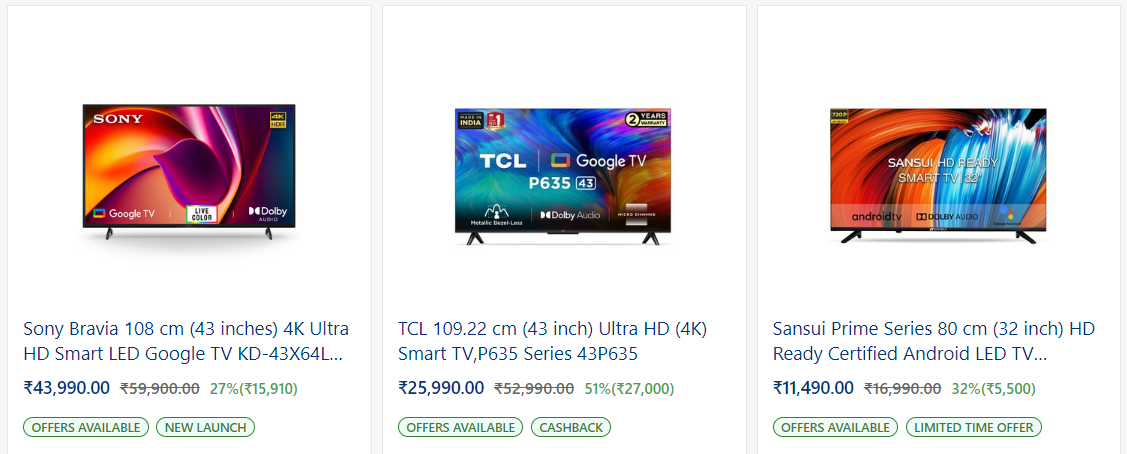 SONY
4K
HDR
Google TV
LIVE
COLOR
Dolby
AUDIO
Sony Bravia 108 cm (43 inches) 4K Ultra
HD Smart LED Google TV KD-43X64L...
₹43,990.00 ₹59,900.00 27%(₹15,910)
OFFERS AVAILABLE NEW LAUNCH
MADE IN
INDIA
1
2 YEARS
WARRANTY
TCL Google TV
P635 43
Metallic Bezel-Less
Dolby Audio
MICRO DIMMING
TCL 109.22 cm (43 inch) Ultra HD (4K)
Smart TV,P635 Series 43P635
₹25,990.00 ₹52,990.00 51%(₹27,000)
OFFERS AVAILABLE CASHBACK
720P
SANSUI HD READY
SMART TV | 32"
androidtv
DOLBY AUDIO
Sansui Prime Series 80 cm (32 inch) HD
Ready Certified Android LED TV...
₹11,490.00 ₹16,990.00 32%(₹5,500)
OFFERS AVAILABLE LIMITED TIME OFFER